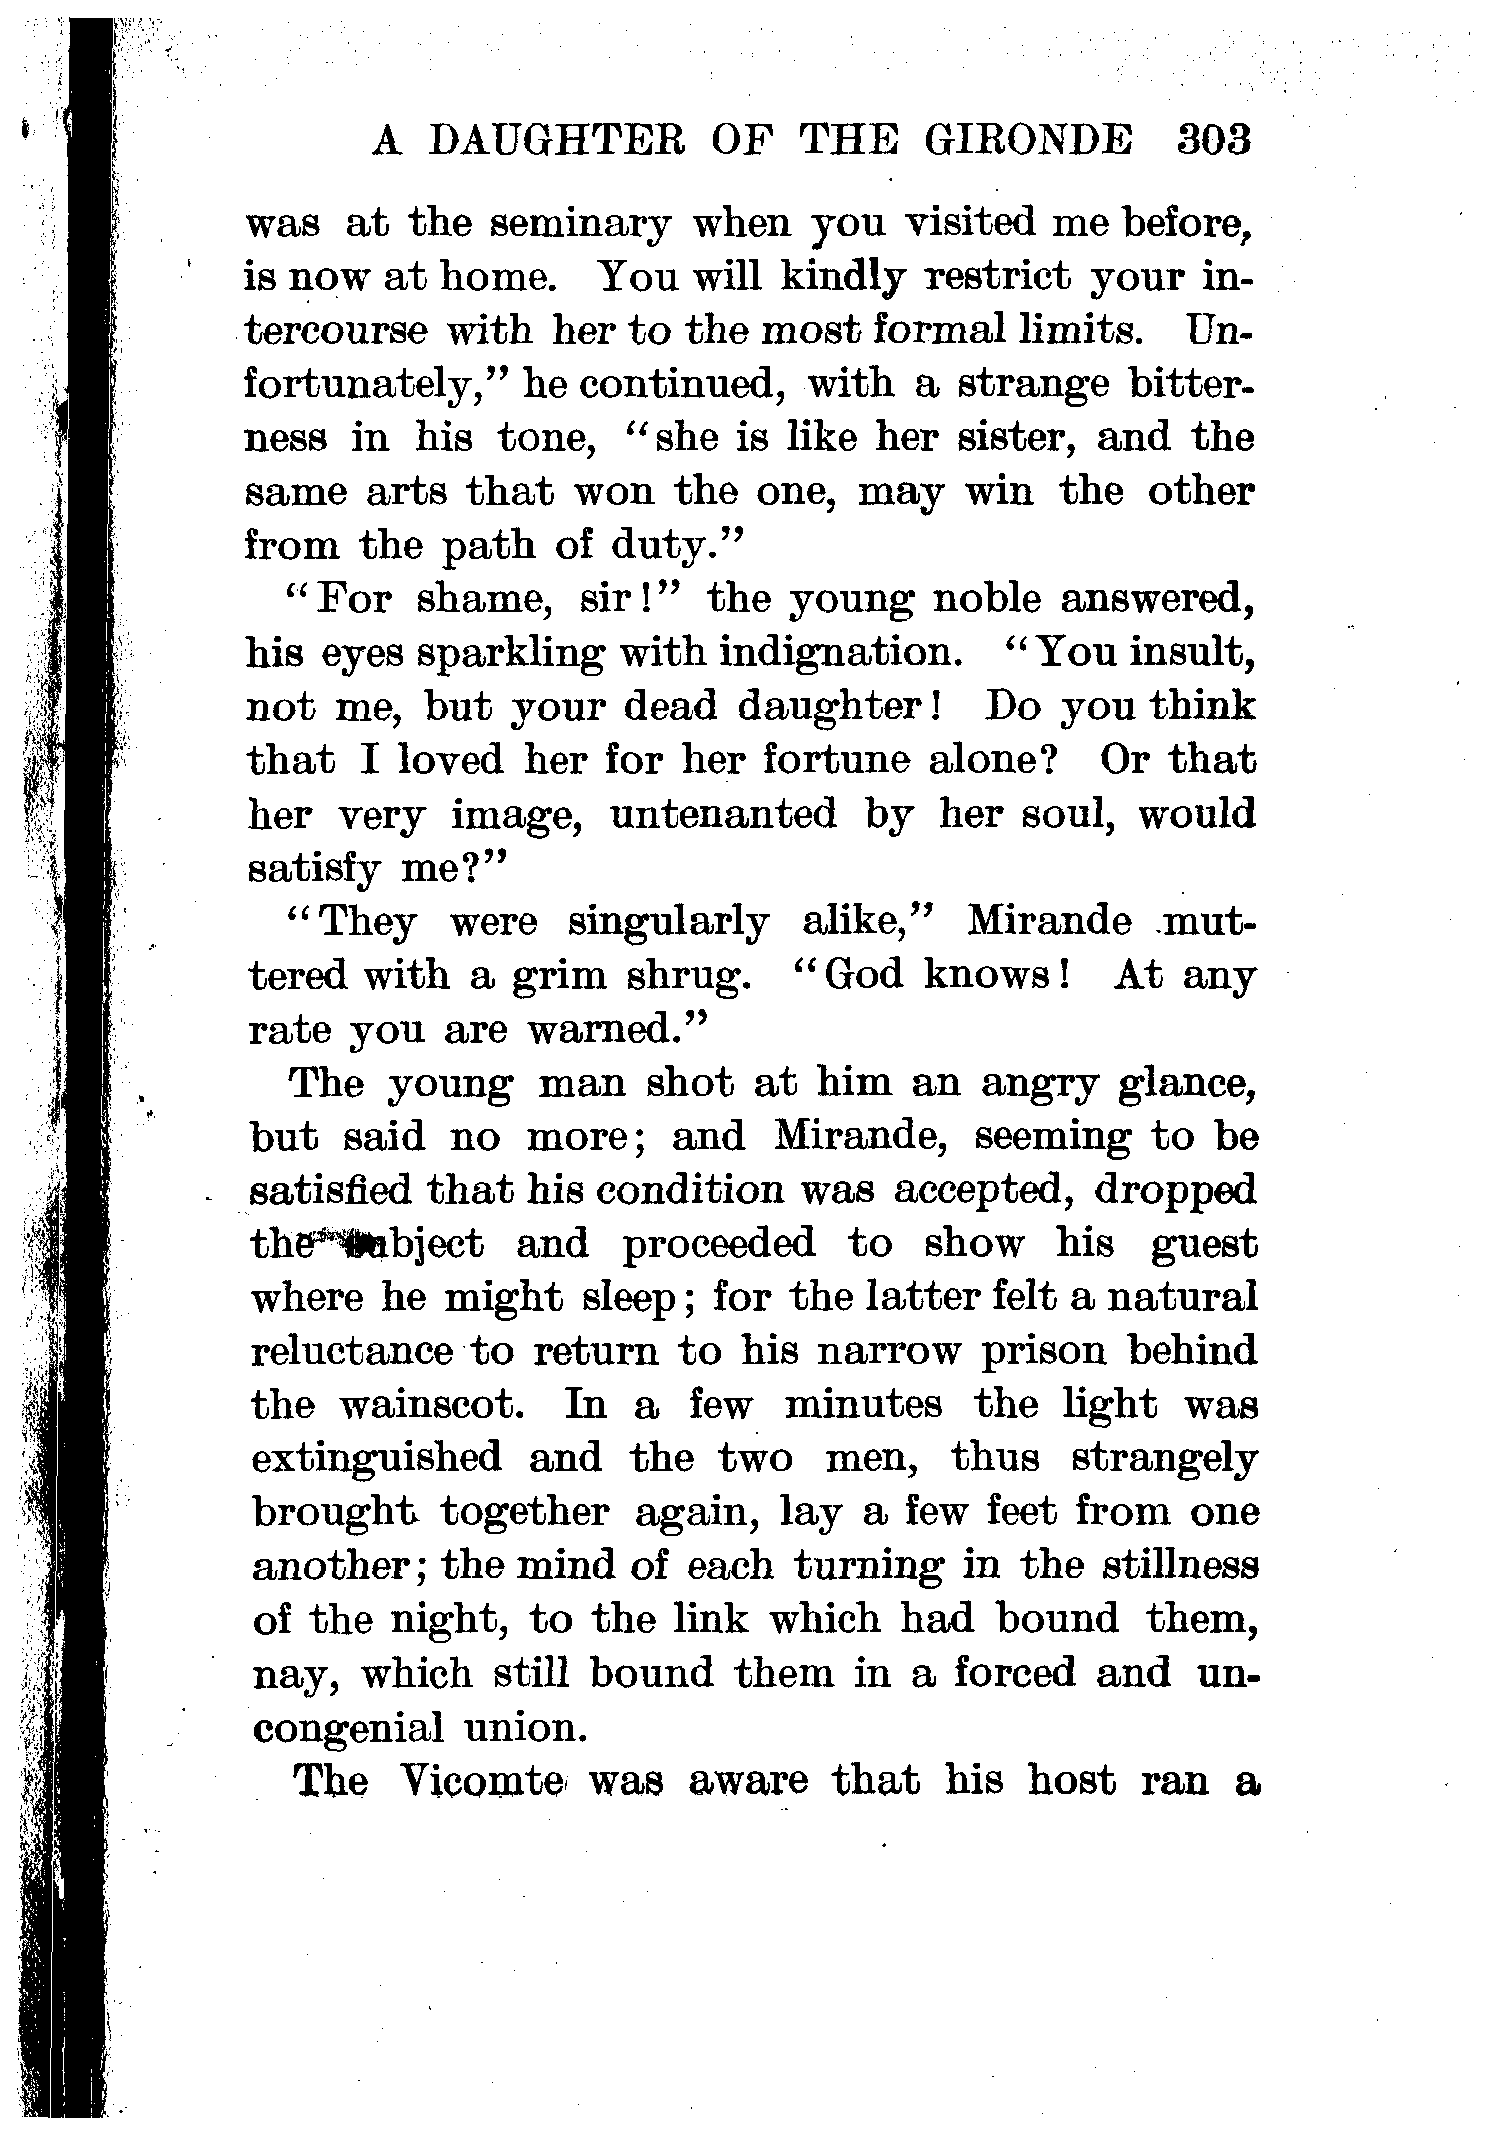 A DAUGHTER OF THE GIRONDE 303
was at the seminary when you visited me before,
is now at home. You will kindly restrict your in-
tercourse with her to the most formal limits. Un-
fortunately,” he continued, with a strange bitter-
ness in his tone, “she is like her sister, and the
same arts that won the one, may win the other
from the path of duty.”
“For shame, sir!” the young noble answered,
his eyes sparkling with indignation. “You insult,
not me, but your dead daughter! Do you think
that I loved her for her fortune alone? Or that
her very image, untenanted by her soul, would
satisfy me?”
“They were singularly alike,” Mirande mut-
tered with a grim shrug. “God knows! At any
rate you are warned.”
The young man shot at him an angry glance,
but said no more; and Mirande, seeming to be
satisfied that his condition was accepted, dropped
the subject and proceeded to show his guest
where he might sleep; for the latter felt a natural
reluctance to return to his narrow prison behind
the wainscot. In a few minutes the light was
extinguished and the two men, thus strangely
brought together again, lay a few feet from one
another; the mind of each turning in the stillness
of the night, to the link which had bound them,
nay, which still bound them in a forced and un-
congenial union.
The Vicomte was aware that his host ran a